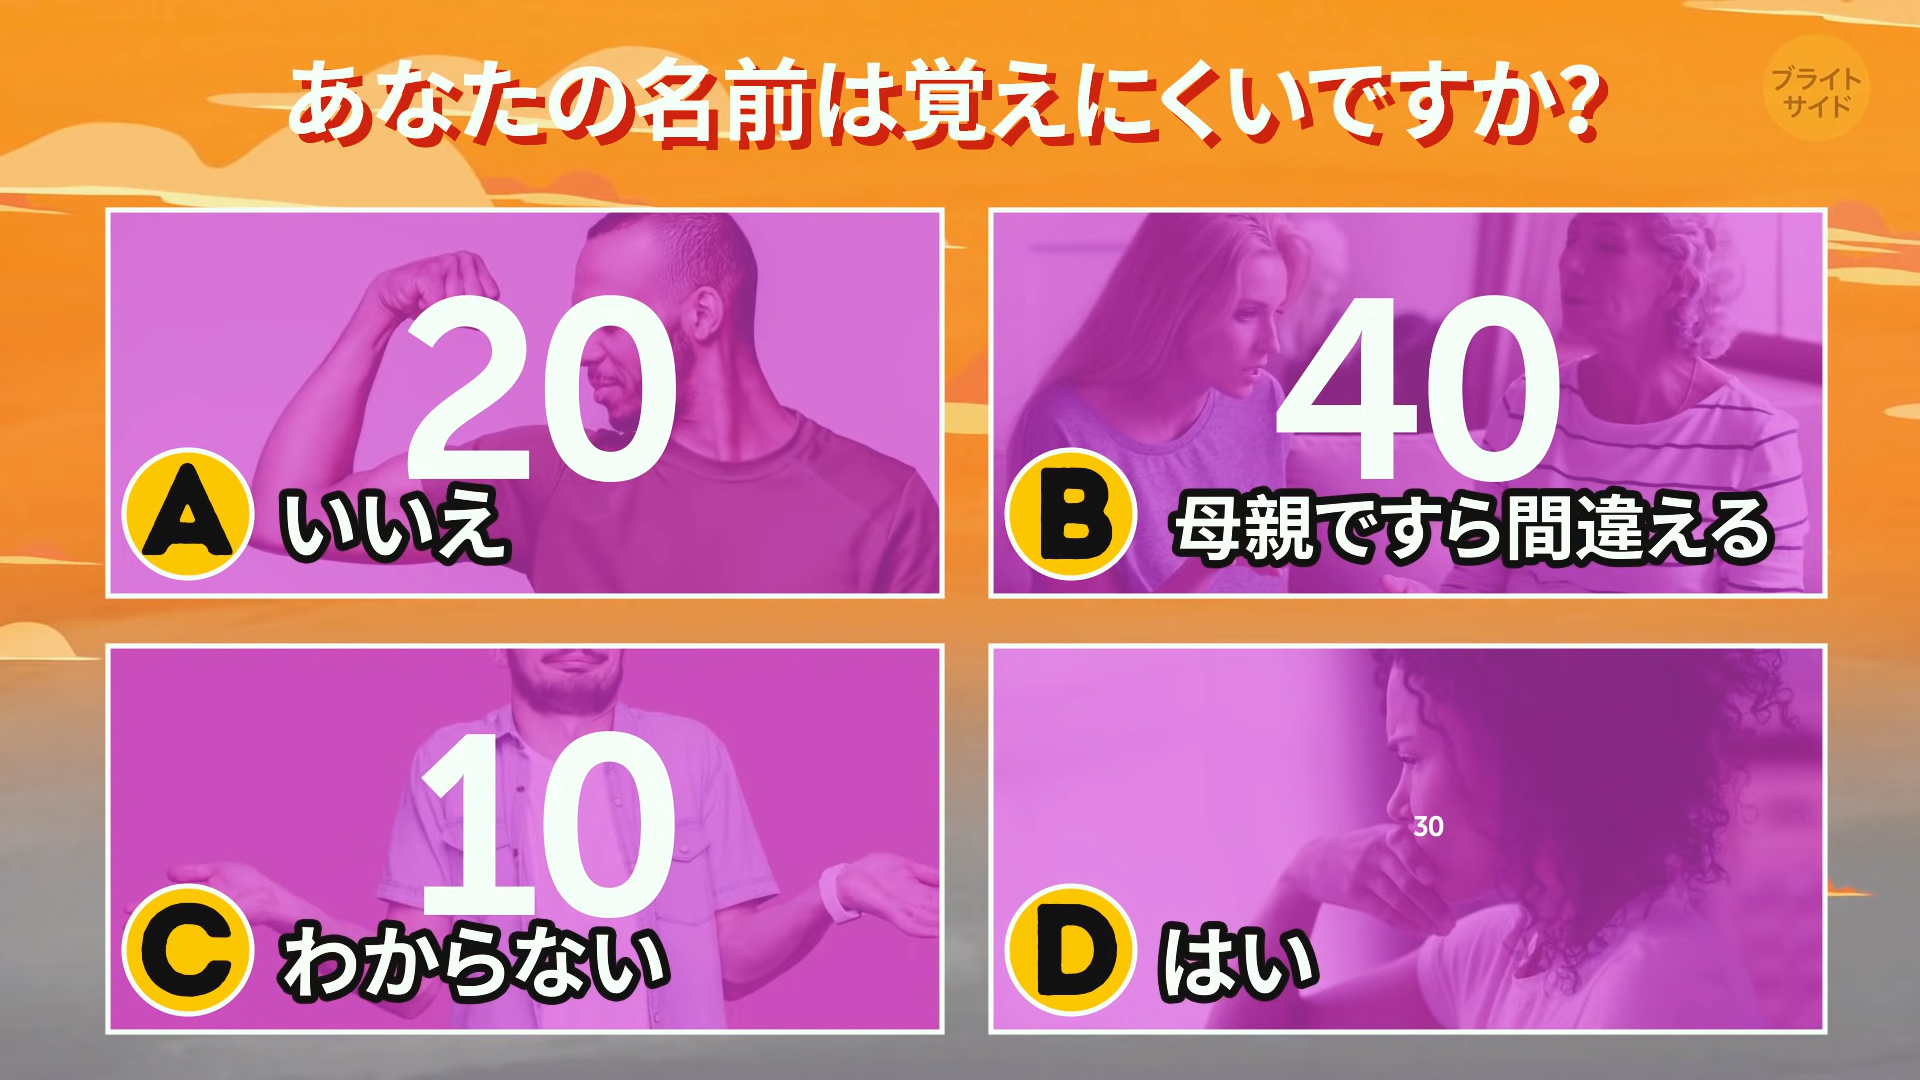 あなたの名前は覚えにくいですか?
ブライト
サイド
20
A いいえ
40
B 母親ですら間違える
10
C わからない
30
D はい